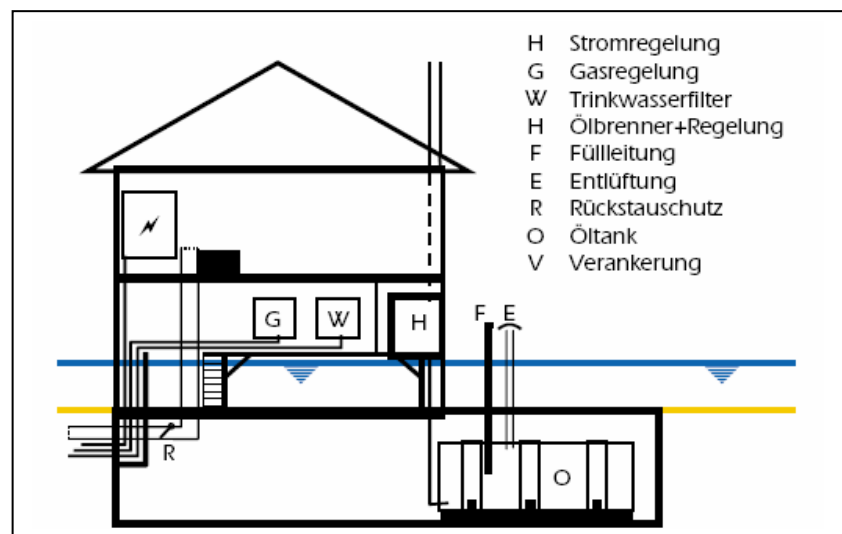 H Stromregelung
G Gasregelung
W Trinkwasserfilter
H Ölbrenner+Regelung
F Füllleitung
E Entlüftung
R Rückstauschutz
O Öltank
V Verankerung
G W H F E
R
O